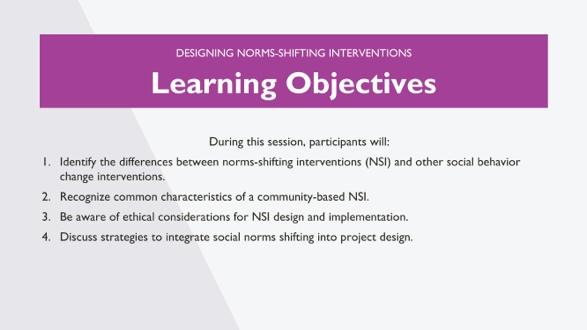 DESIGNING NORMS-SHIFTING INTERVENTIONS
Learning Objectives
During this session, participants will:
1. Identify the differences between norms-shifting interventions (NSI) and other social behavior
change interventions.
2. Recognize common characteristics of a community-based NSI.
3. Be aware of ethical considerations for NSI design and implementation.
4. Discuss strategies to integrate social norms shifting into project design.